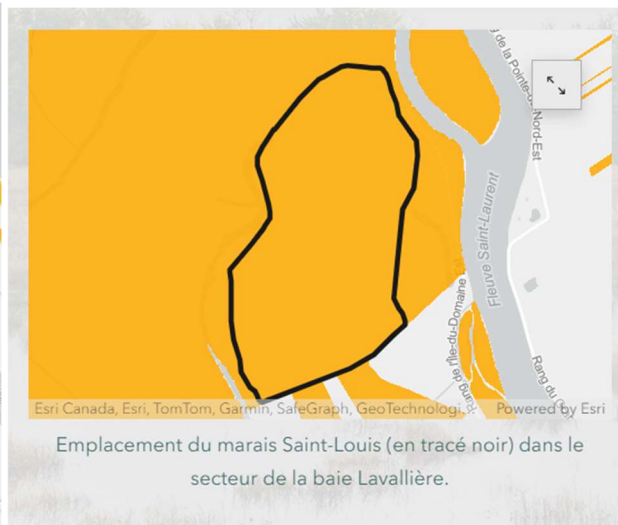 de la Pointe-du-Nord-Est
Fleuve Saint-Laurent
Rang de l'Île-du-Domaine Est
Rang du
Esri Canada, Esri, TomTom, Garmin, SafeGraph, GeoTechnologi... Powered by Esri
Emplacement du marais Saint-Louis (en tracé noir) dans le
secteur de la baie Lavallière.